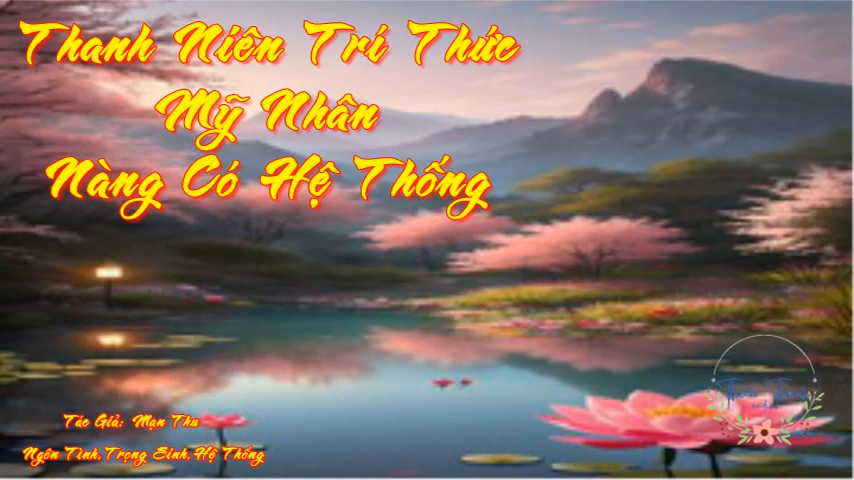 Thanh Niên Trí Thức
Mỹ Nhân
Nàng Có Hệ Thống
Tác Giả: Mạn Thu
Ngôn Tình, Trọng Sinh, Hệ Thống